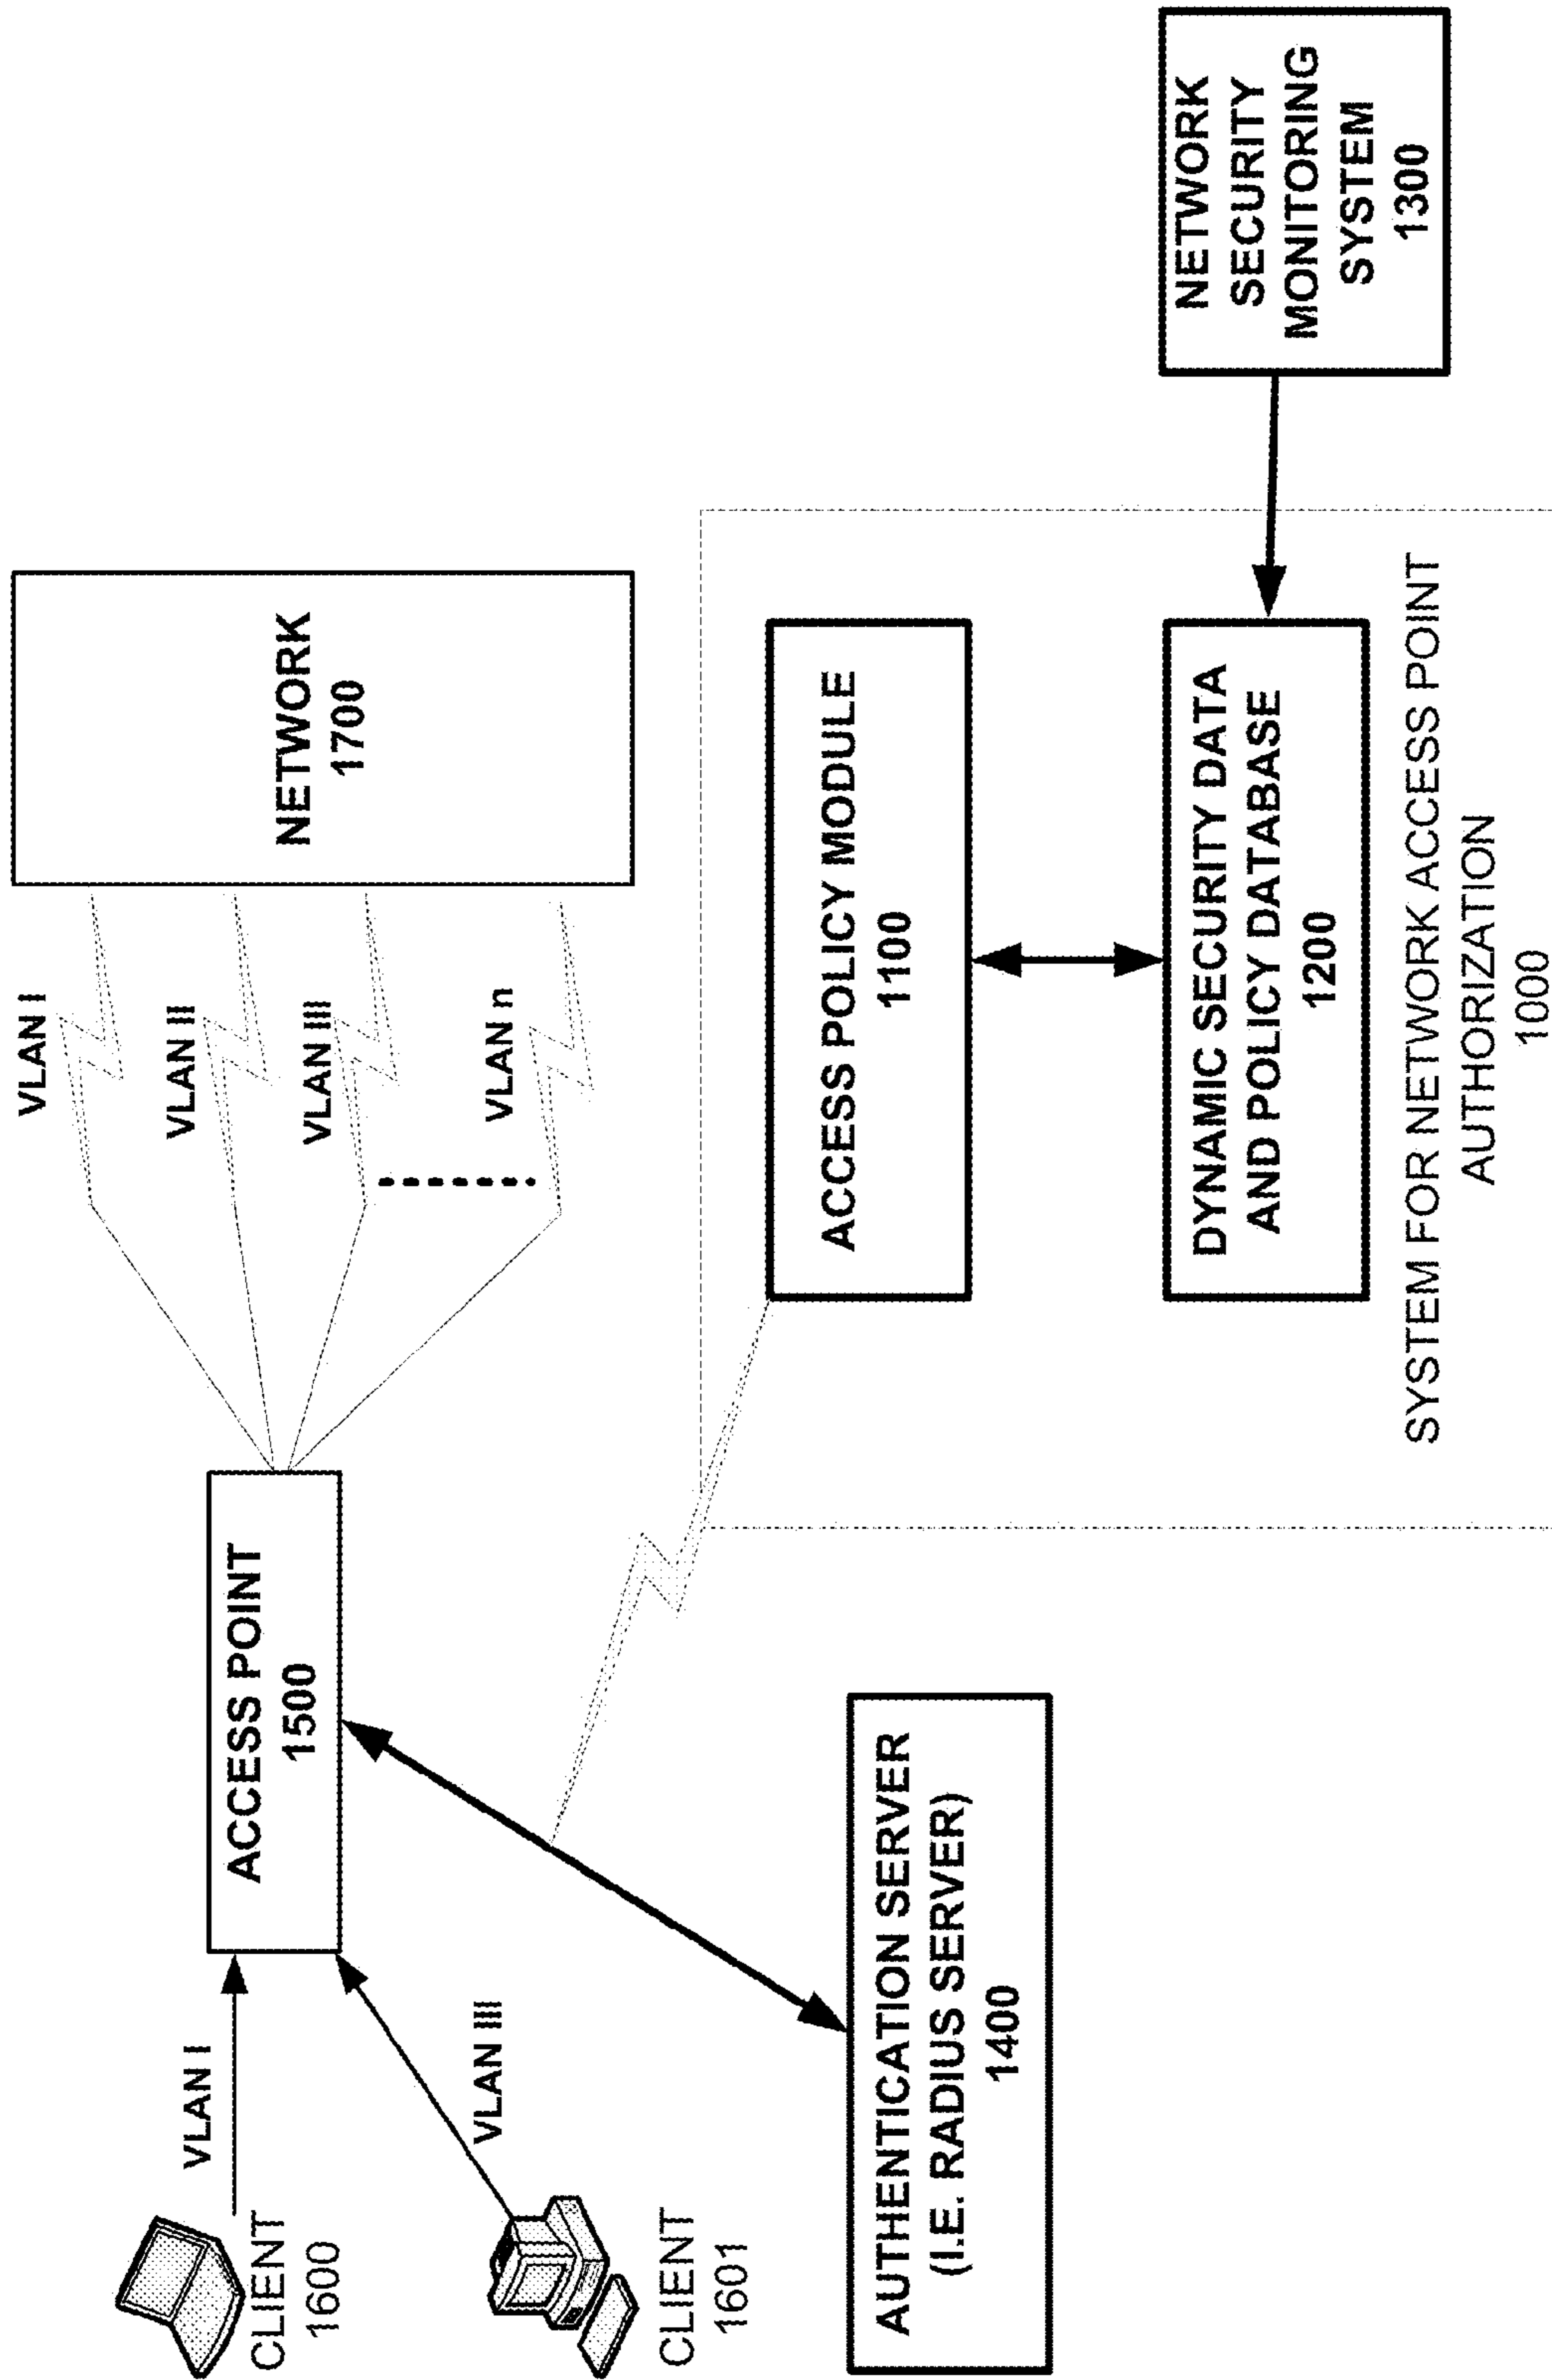 VLAN I
CLIENT
1600
VLAN III
CLIENT
1601
ACCESS POINT
1500
VLAN I
VLAN II
VLAN III
VLAN n
NETWORK
1700
AUTHENTICATION SERVER
(I.E. RADIUS SERVER)
1400
ACCESS POLICY MODULE
1100
DYNAMIC SECURITY DATA
AND POLICY DATABASE
1200
SYSTEM FOR NETWORK ACCESS POINT
AUTHORIZATION
1000
NETWORK
SECURITY
MONITORING
SYSTEM
1300